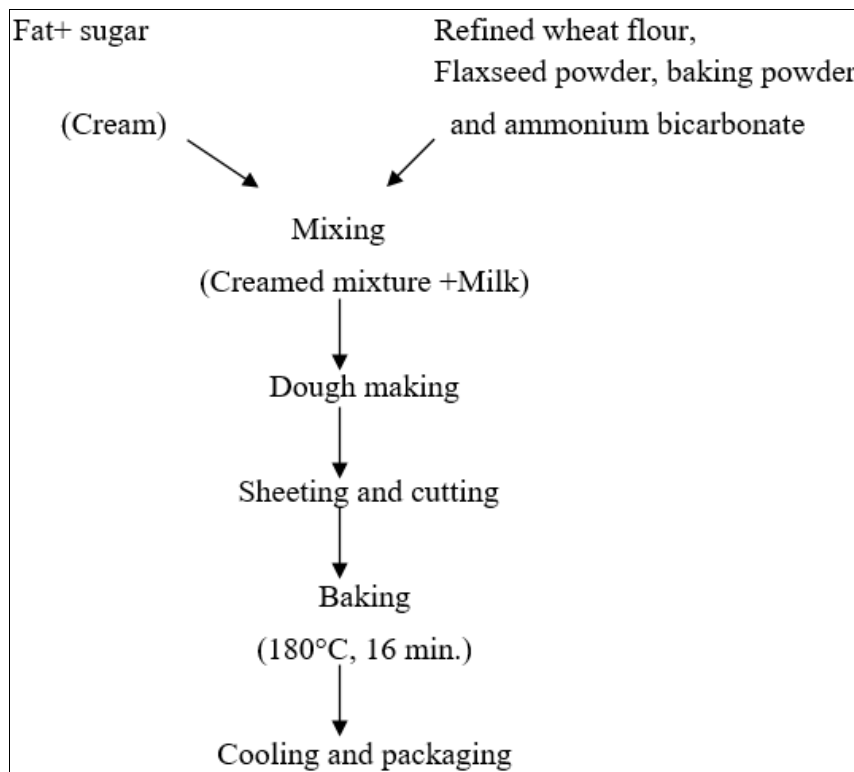 Fat+ sugar
Refined wheat flour,
Flaxseed powder, baking powder
(Cream)
and ammonium bicarbonate
Mixing
(Creamed mixture +Milk)
Dough making
Sheeting and cutting
Baking
(180°C, 16 min.)
Cooling and packaging